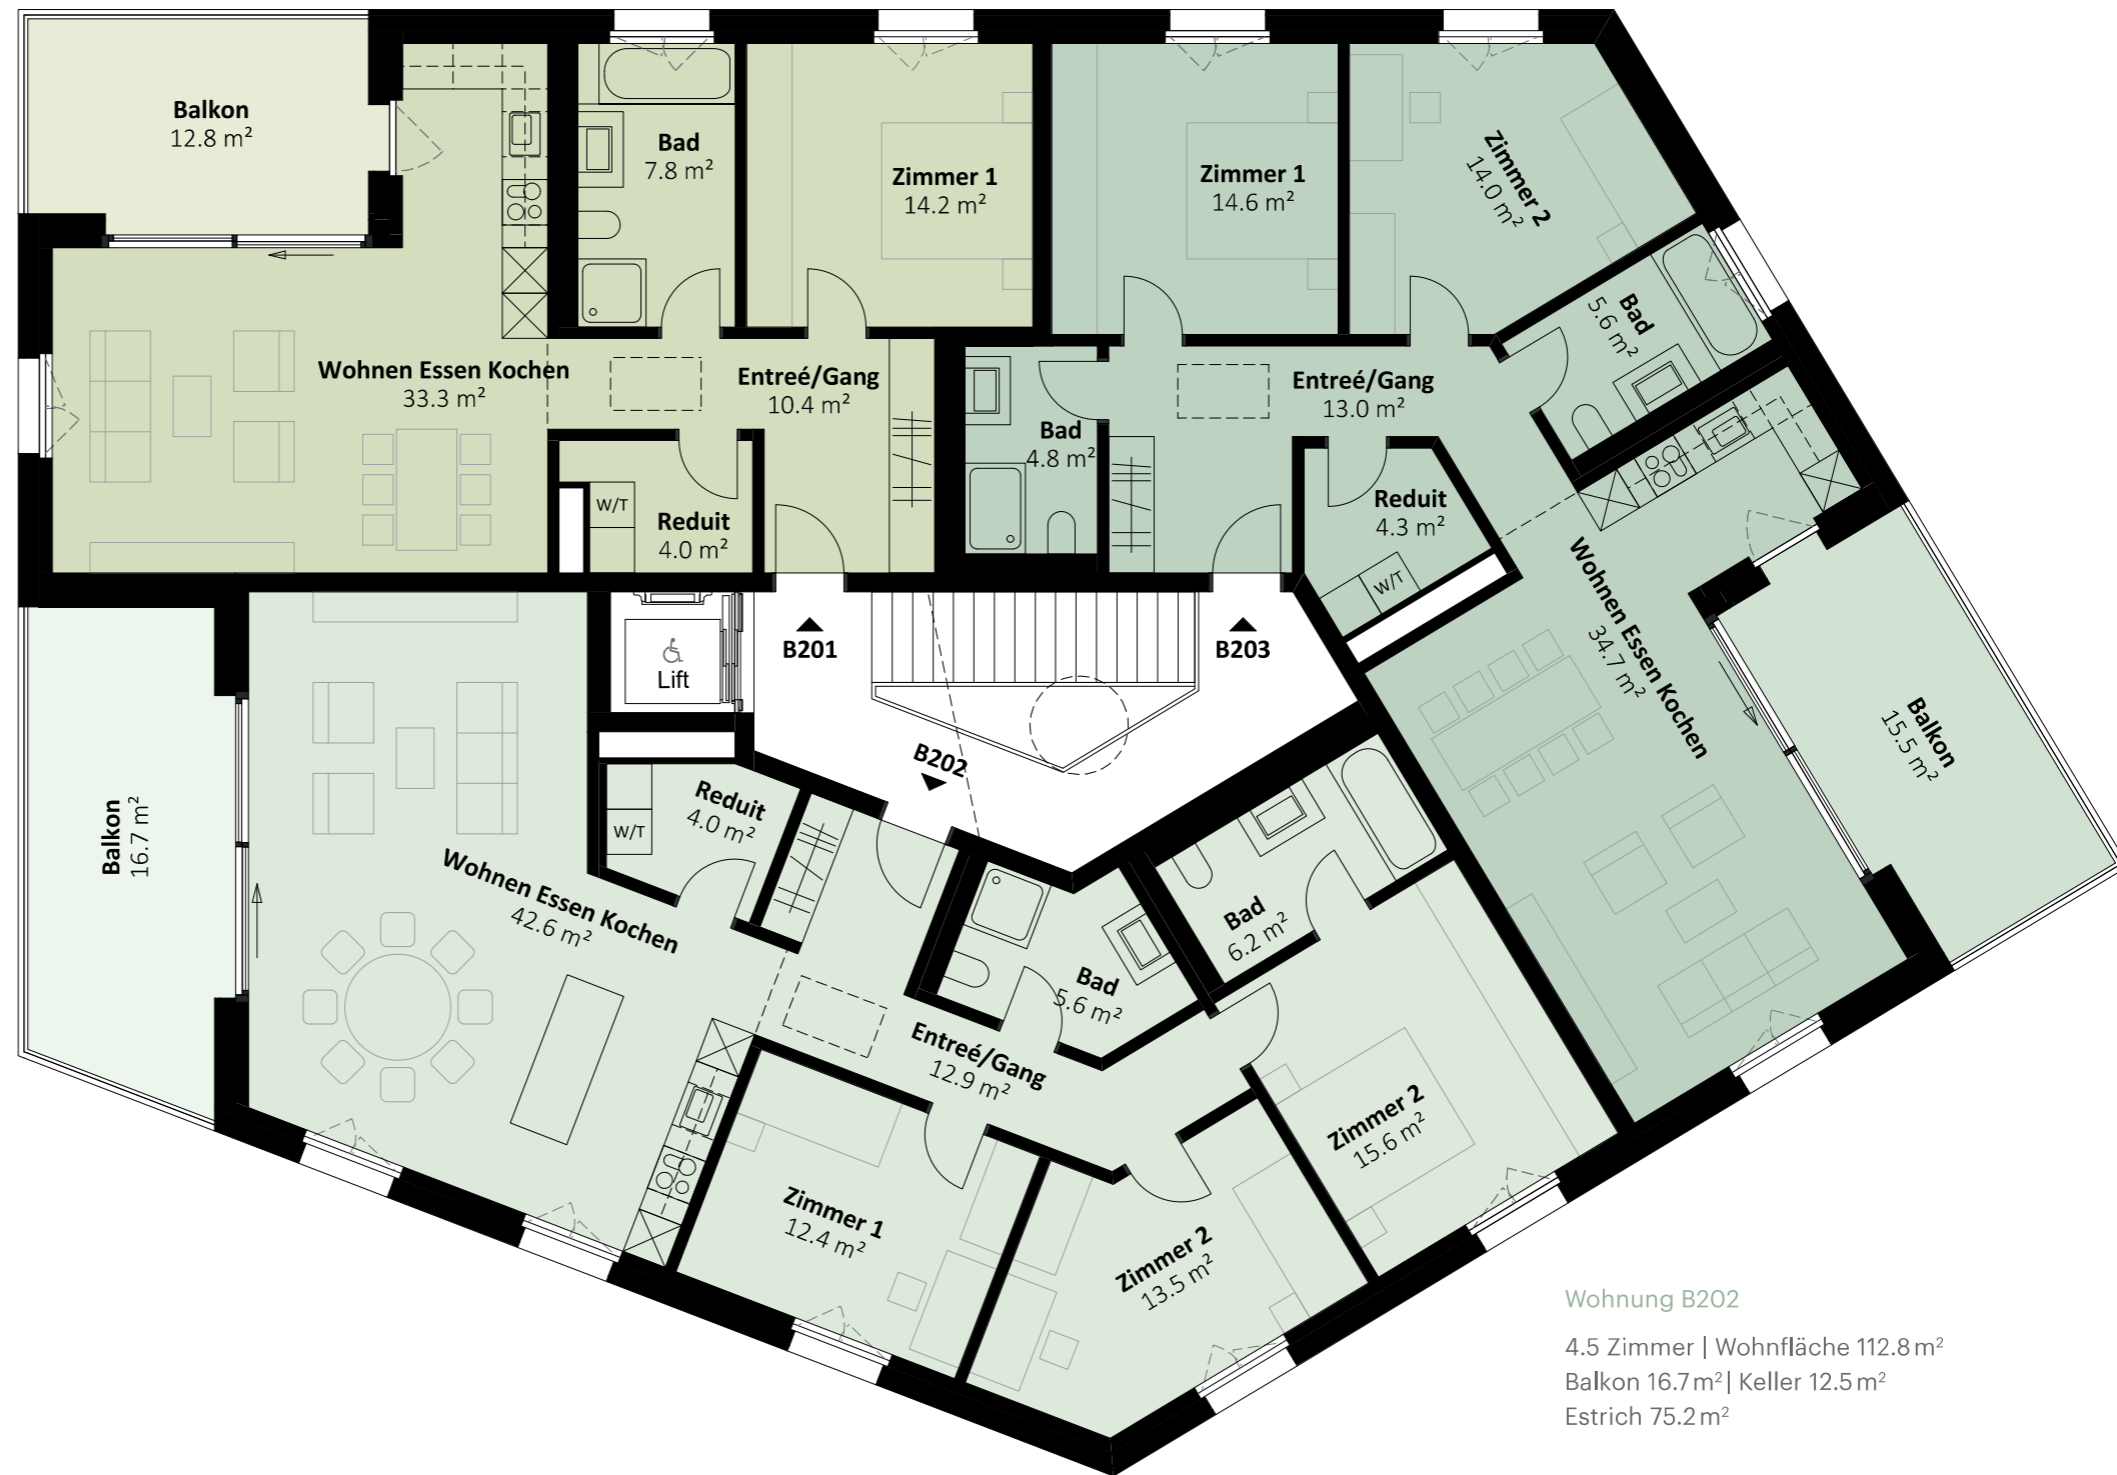 Balkon
12.8 m²
Bad
7.8 m²
Zimmer 1
14.2 m²
Zimmer 1
14.6 m²
Zimmer 2
14.0 m²
Bad
5.6 m²
Wohnen Essen Kochen
33.3 m²
Entreé/Gang
10.4 m²
Entreé/Gang
13.0 m²
Bad
4.8 m²
W/T
Reduit
4.0 m²
Reduit
4.3 m²
W/T
Wohnen Essen Kochen
34.7 m²
Balkon
15.5 m²
Lift
B201
B203
B202
Balkon
16.7 m²
Reduit
4.0 m²
W/T
Wohnen Essen Kochen
42.6 m²
Bad
6.2 m²
Bad
5.6 m²
Entreé/Gang
12.9 m²
Zimmer 2
15.6 m²
Zimmer 1
12.4 m²
Zimmer 2
13.5 m²
Wohnung B202
4.5 Zimmer | Wohnfläche 112.8 m²
Balkon 16.7 m² | Keller 12.5 m²
Estrich 75.2 m²